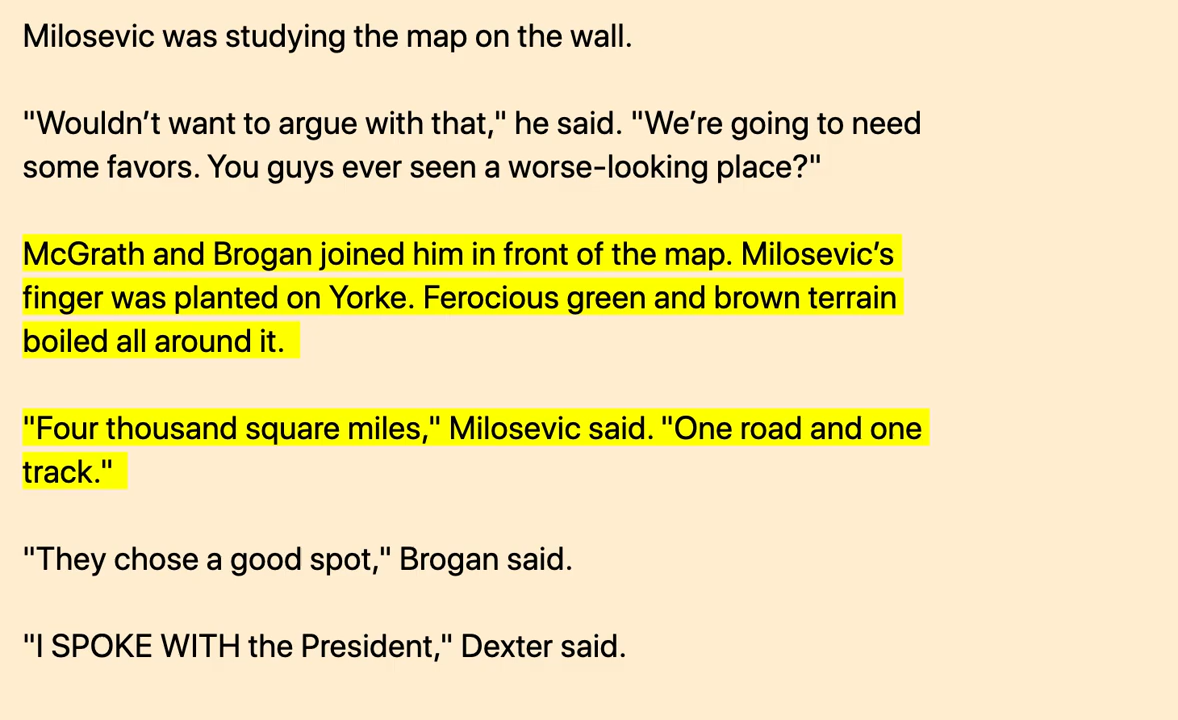 Milosevic was studying the map on the wall.
"Wouldn’t want to argue with that," he said. "We’re going to need
some favors. You guys ever seen a worse-looking place?"
McGrath and Brogan joined him in front of the map. Milosevic’s
finger was planted on Yorke. Ferocious green and brown terrain
boiled all around it.
"Four thousand square miles," Milosevic said. "One road and one
track."
"They chose a good spot," Brogan said.
"I SPOKE WITH the President," Dexter said.